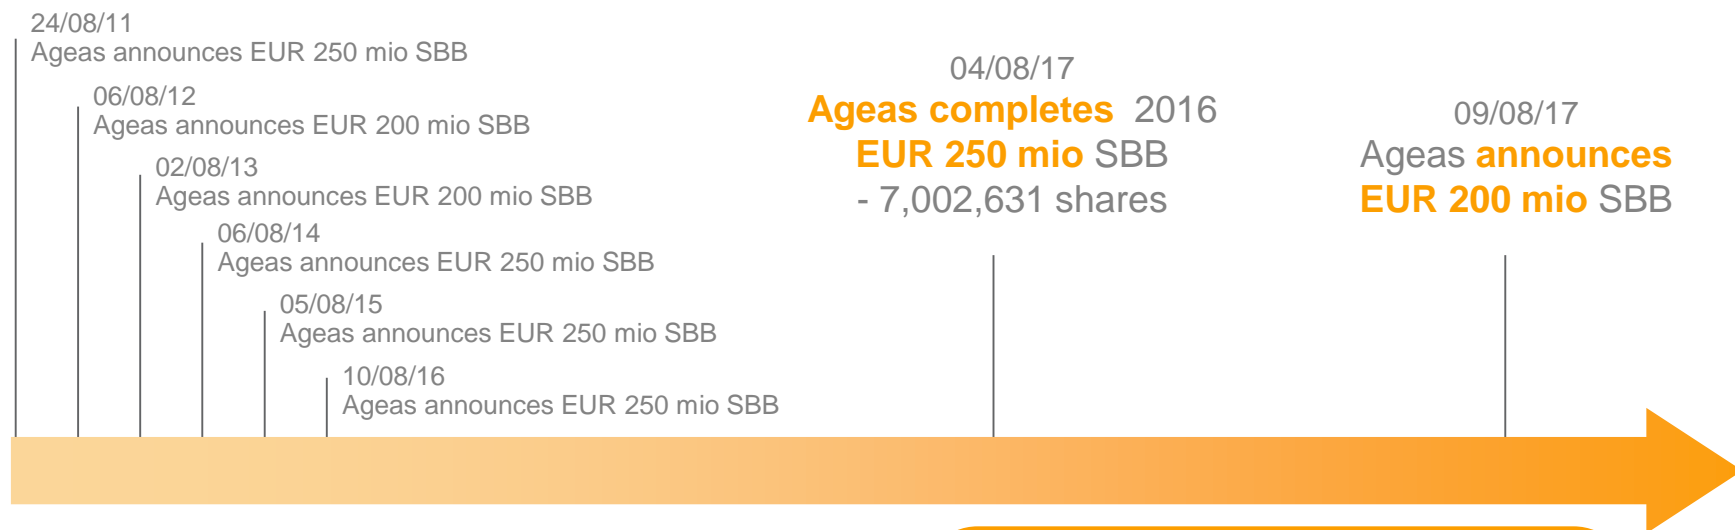 24/08/11
Ageas announces EUR 250 mio SBB
06/08/12
Ageas announces EUR 200 mio SBB
02/08/13
Ageas announces EUR 200 mio SBB
06/08/14
Ageas announces EUR 250 mio SBB
05/08/15
Ageas announces EUR 250 mio SBB
10/08/16
Ageas announces EUR 250 mio SBB
04/08/17
Ageas completes 2016
EUR 250 mio SBB
- 7,002,631 shares
09/08/17
Ageas announces
EUR 200 mio SBB